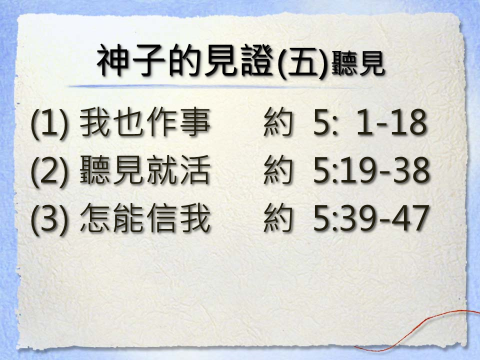 神子的見證(五)聽見
(1) 我也作事 約 5: 1-18
(2) 聽見就活 約 5:19-38
(3) 怎能信我 約 5:39-47